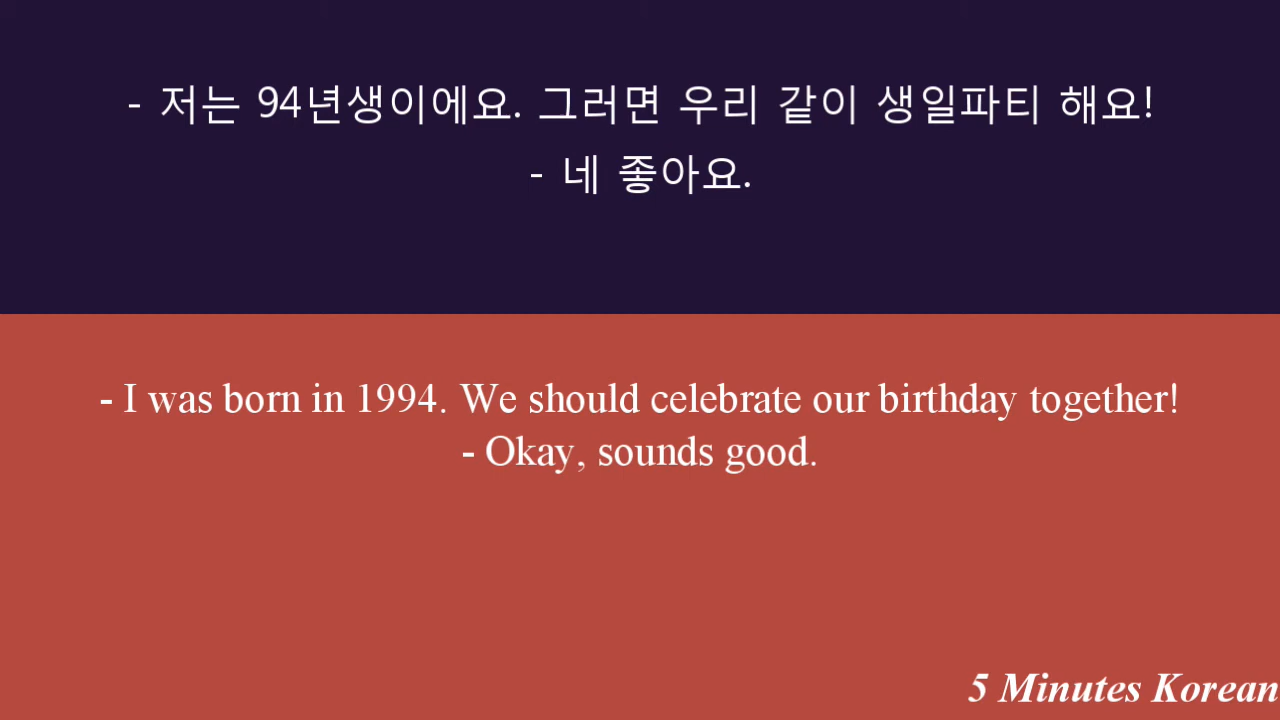 - 저는 94년생이에요. 그러면 우리 같이 생일파티 해요!
- 네 좋아요.
- I was born in 1994. We should celebrate our birthday together!
- Okay, sounds good.
5 Minutes Korean